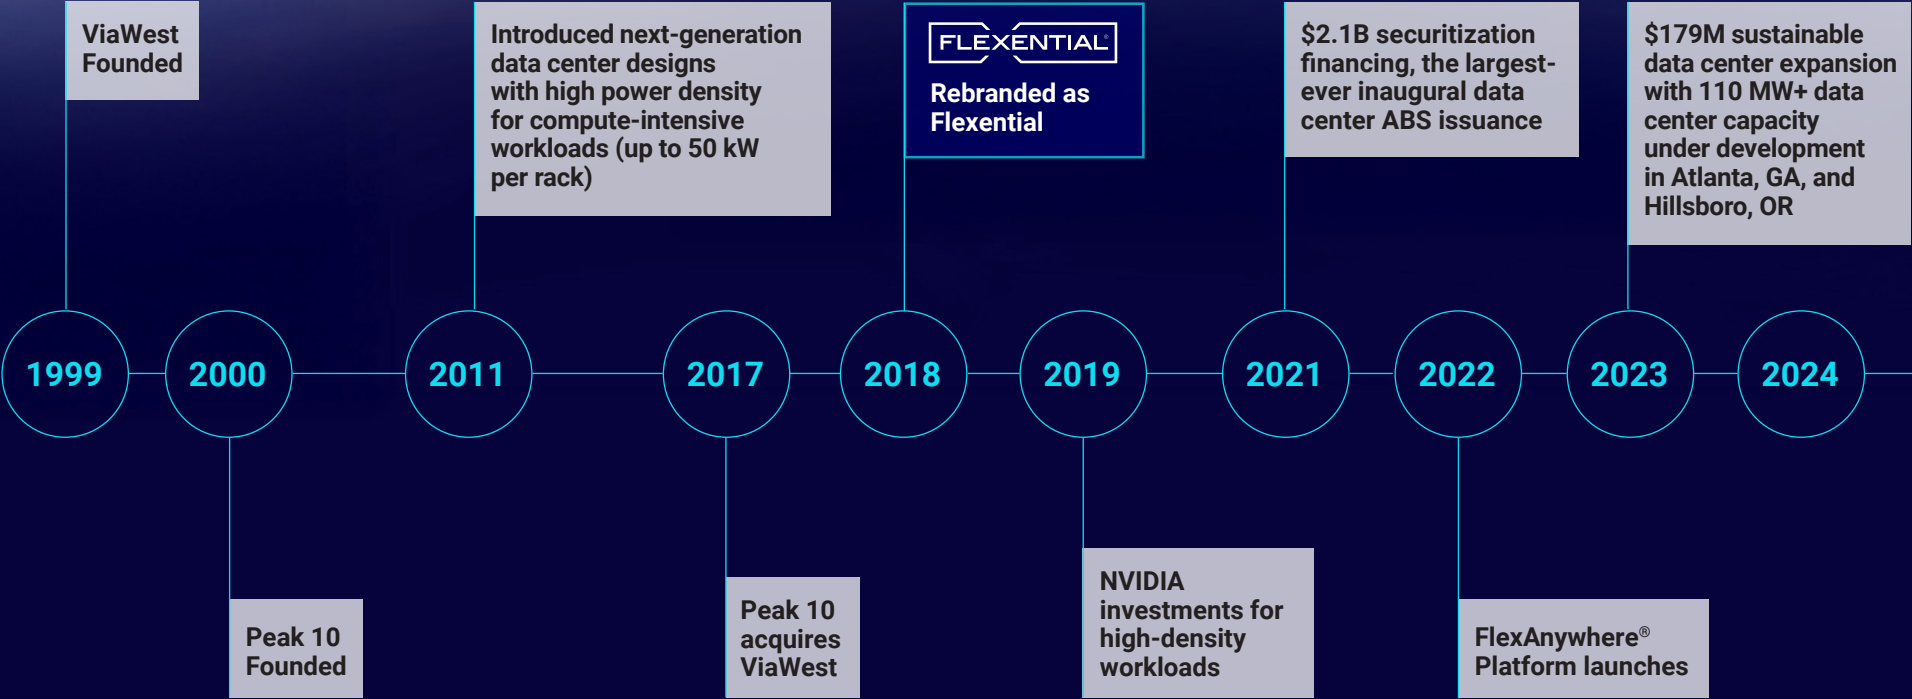 ViaWest
Founded
Introduced next-generation
data center designs
with high power density
for compute-intensive
workloads (up to 50 kW
per rack)
FLEXENTIAL®
Rebranded as
Flexential
$2.1B securitization
financing, the largest-
ever inaugural data
center ABS issuance
$179M sustainable
data center expansion
with 110 MW+ data
center capacity
under development
in Atlanta, GA, and
Hillsboro, OR
1999
2000
2011
2017
2018
2019
2021
2022
2023
2024
Peak 10
Founded
Peak 10
acquires
ViaWest
NVIDIA
investments for
high-density
workloads
FlexAnywhere®
Platform launches